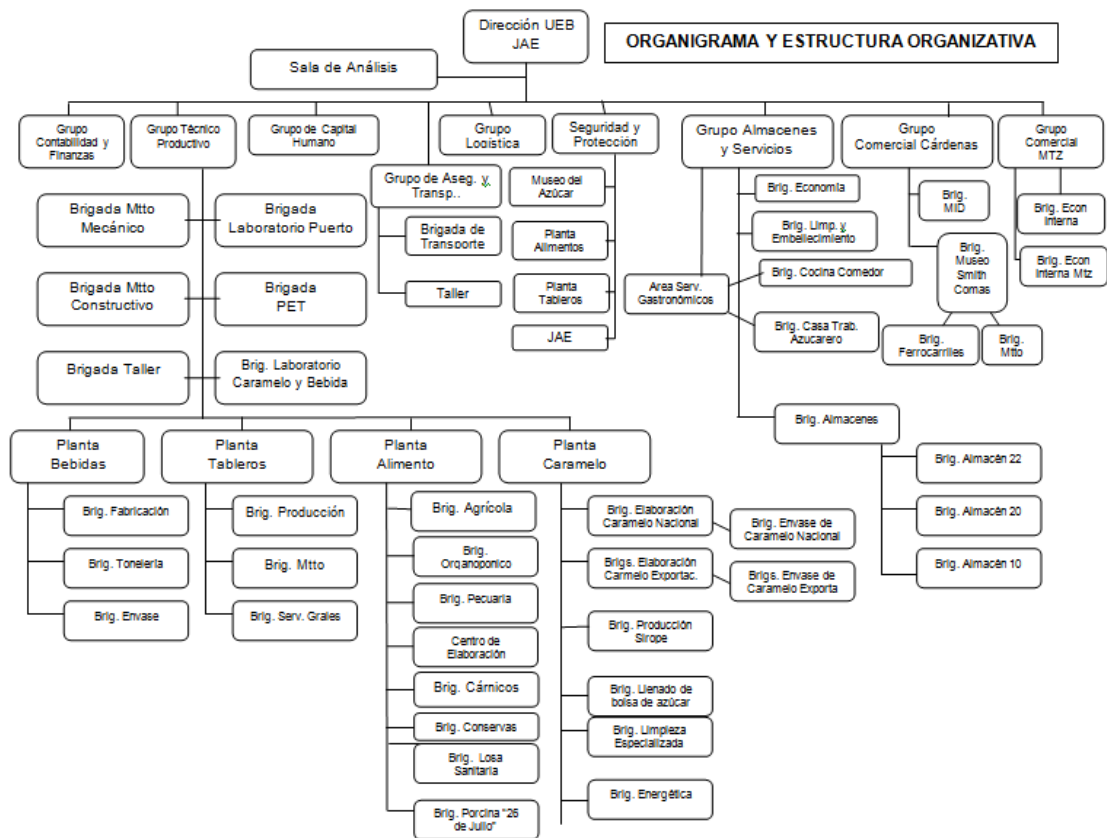 Dirección UEB
JAE
ORGANIGRAMA Y ESTRUCTURA ORGANIZATIVA
Sala de Análisis
Grupo
Contabilidad y
Finanzas
Grupo Técnico
Productivo
Grupo de Capital
Humano
Grupo
Logística
Seguridad y
Protección
Grupo Almacenes
y Servicios
Grupo
Comercial Cárdenas
Grupo
Comercial
MTZ
Grupo de Aseg. y
Transp..
Brigada de
Transporte
Taller
Museo del
Azúcar
Planta
Alimentos
Planta
Tableros
JAE
Brig. Economía
Brig. Limp. y
Embellecimiento
Area Serv.
Gastronómicos
Brig. Cocina Comedor
Brig. Casa Trab.
Azucarero
Brig.
MID
Brig.
Museo
Smith
Comas
Brig.
Ferrocarriles
Brig.
Mtto
Brig. Econ
Interna
Brig. Econ
Interna Mtz
Brigada Mtto
Mecánico
Brigada
Laboratorio Puerto
Brigada Mtto
Constructivo
Brigada
PET
Brigada Taller
Brig. Laboratorio
Caramelo y Bebida
Brig. Almacenes
Brig. Almacén 22
Brig. Almacén 20
Brig. Almacén 10
Planta
Bebidas
Brig. Fabricación
Brig. Tonelería
Brig. Envase
Planta
Tableros
Brig. Producción
Brig. Mtto
Brig. Serv. Grales
Planta
Alimento
Brig. Agrícola
Brig.
Organoponico
Brig. Pecuaria
Centro de
Elaboración
Brig. Cárnicos
Brig. Conservas
Brig. Losa
Sanitaria
Brig. Porcina "26
de Julio"
Planta
Caramelo
Brig. Elaboración
Caramelo Nacional
Brig. Envase de
Caramelo Nacional
Brigs. Elaboración
Carmelo Exportac.
Brigs. Envase de
Caramelo Exporta
Brig. Producción
Sirope
Brig. Llenado de
bolsa de azúcar
Brig. Limpieza
Especializada
Brig. Energética